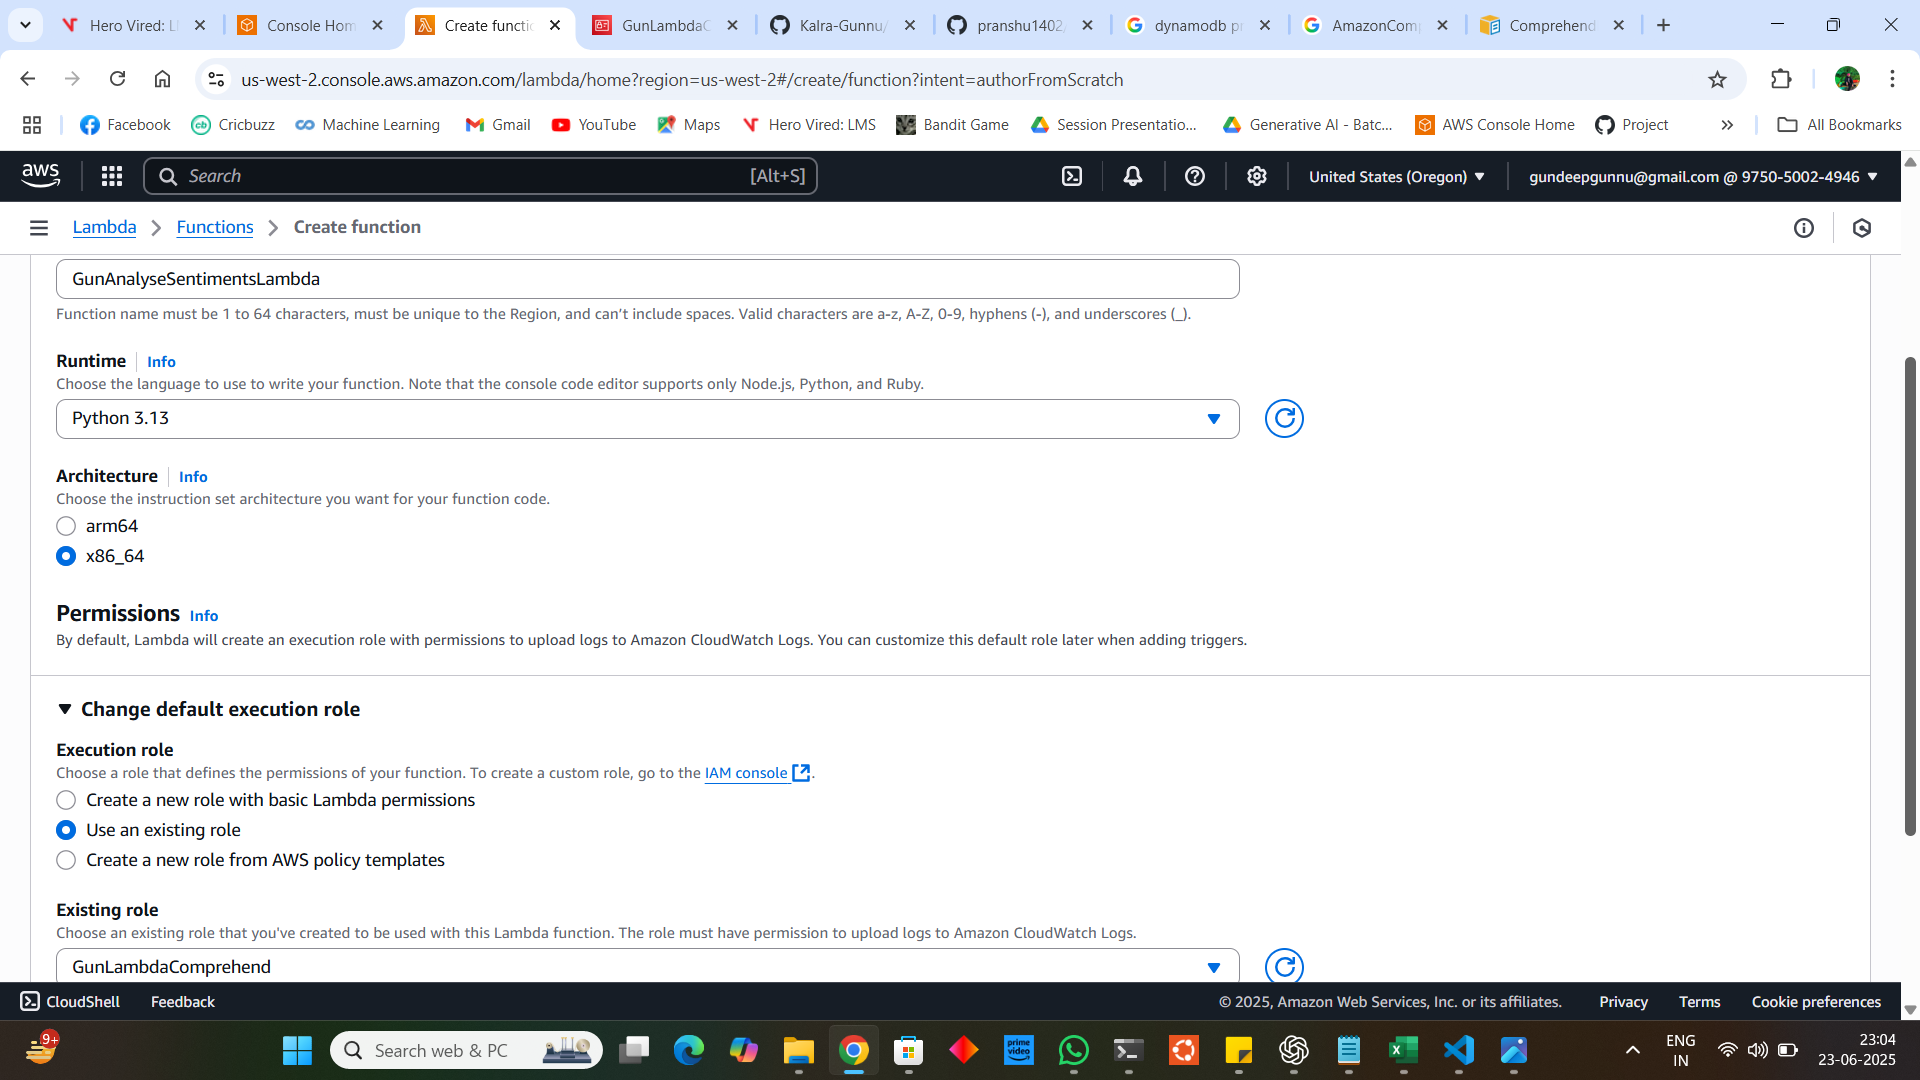 Hero Vired: L
Console Hom
Create functio
GunLambdaC
Kalra-Gunnu/
pranshu1402/
dynamodb pr
AmazonComp
Comprehend
us-west-2.console.aws.amazon.com/lambda/home?region=us-west-2#/create/function?intent=authorFromScratch
Facebook
Cricbuzz
Machine Learning
Gmail
YouTube
Maps
Hero Vired: LMS
Bandit Game
Session Presentatio...
Generative AI - Batc...
AWS Console Home
Project
All Bookmarks
aws
Search
[Alt+S]
United States (Oregon)
gundeepgunnu@gmail.com @ 9750-5002-4946
Lambda
Functions
Create function
GunAnalyseSentimentsLambda
Function name must be 1 to 64 characters, must be unique to the Region, and can’t include spaces. Valid characters are a-z, A-Z, 0-9, hyphens (-), and underscores (_).
Runtime Info
Choose the language to use to write your function. Note that the console code editor supports only Node.js, Python, and Ruby.
Python 3.13
Architecture Info
Choose the instruction set architecture you want for your function code.
arm64
x86_64
Permissions Info
By default, Lambda will create an execution role with permissions to upload logs to Amazon CloudWatch Logs. You can customize this default role later when adding triggers.
Change default execution role
Execution role
Choose a role that defines the permissions of your function. To create a custom role, go to the IAM console .
Create a new role with basic Lambda permissions
Use an existing role
Create a new role from AWS policy templates
Existing role
Choose an existing role that you've created to be used with this Lambda function. The role must have permission to upload logs to Amazon CloudWatch Logs.
GunLambdaComprehend
CloudShell
Feedback
© 2025, Amazon Web Services, Inc. or its affiliates.
Privacy
Terms
Cookie preferences
9+
Search web & PC
prime video
ENG
IN
23:04
23-06-2025